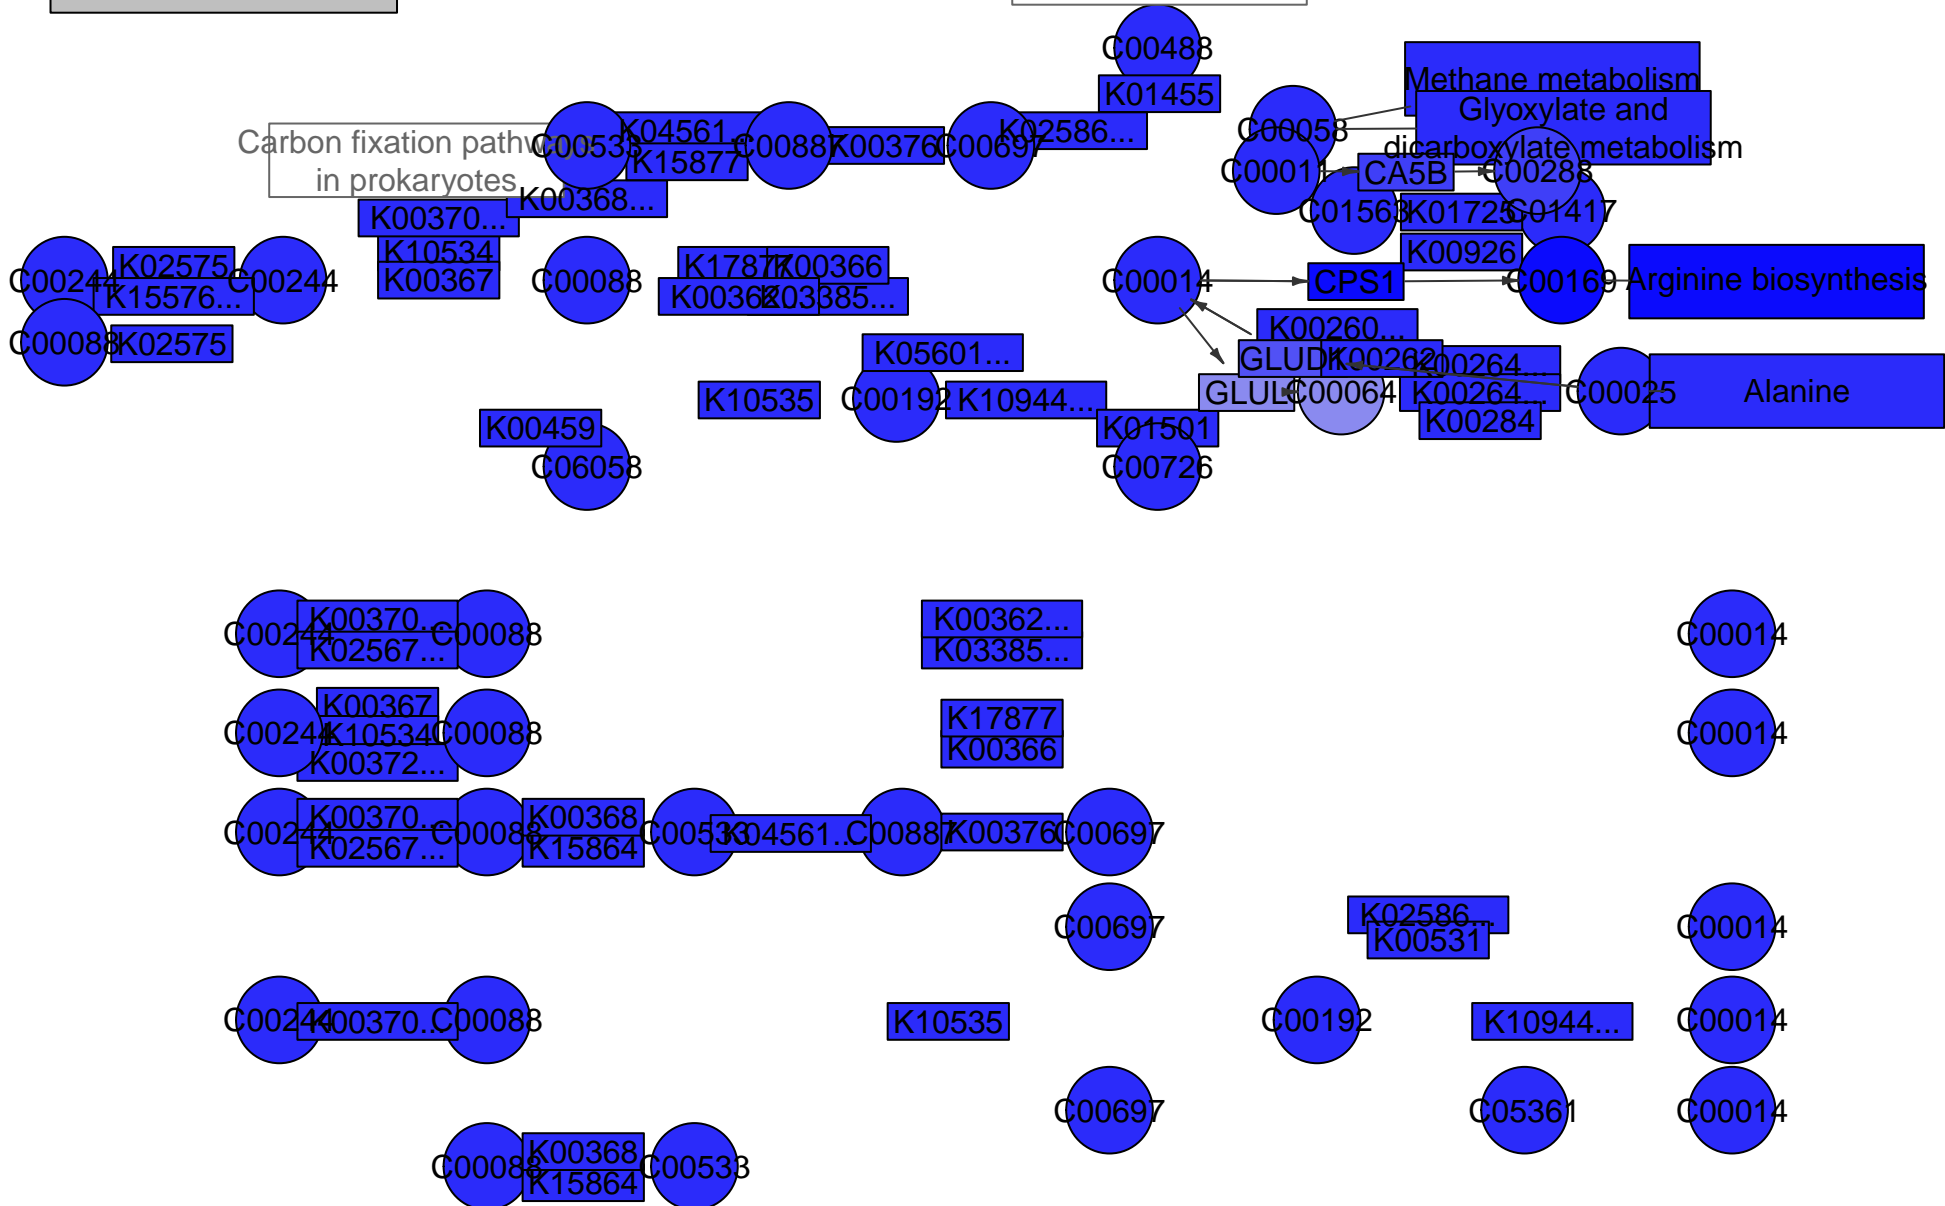 C00488
K01455
Methane metabolism
Glyoxylate and
dicarboxylate metabolism
C00058
Carbon fixation pathways
in prokaryotes
C00533
K04561...
K15877
C00887
K00376
C00697
K02586...
C00011
CA5B
C00288
C01563
K01725
C01417
K00368...
K00370...
K10534
K00367
K00926
C00244
K02575
K15576...
C00244
C00088
K17877
K00366
K00362...
K03385...
C00014
CPS1
C00169
Arginine biosynthesis
C00088
K02575
K05601...
K00260...
GLUD1
K00262
K00264...
K00264...
K00284
GLUL
C00064
C00025
Alanine
K10535
C00192
K10944...
K00459
C06058
K01501
C00726
C00244
K00370...
K02567...
C00088
K00362...
K03385...
C00014
C00244
K00367
K10534
K00372...
C00088
K17877
K00366
C00014
C00244
K00370...
K02567...
C00088
K00368
K15864
C00533
K04561...
C00887
K00376
C00697
C00697
K02586...
K00531
C00014
C00244
K00370...
C00088
K10535
C00192
K10944...
C00014
C00697
C05361
C00014
C00088
K00368
K15864
C00533